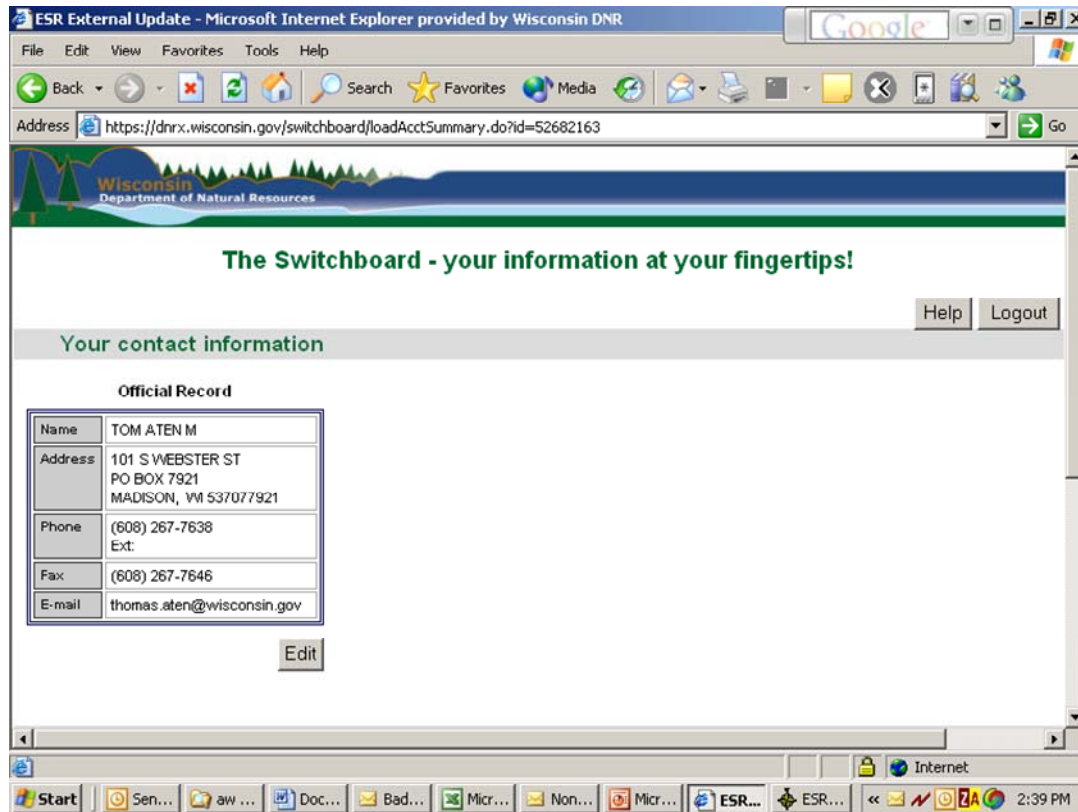 ESR External Update - Microsoft Internet Explorer provided by Wisconsin DNR
Google
File Edit View Favorites Tools Help
Back Search Favorites Media
Address https://dnrx.wisconsin.gov/switchboard/loadAcctSummary.do?id=52682163 Go
Wisconsin
Department of Natural Resources
The Switchboard - your information at your fingertips!
Help Logout
Your contact information
Official Record
Name TOM ATEN M
Address 101 S WEBSTER ST
PO BOX 7921
MADISON, WI 537077921
Phone (608) 267-7638
Ext:
Fax (608) 267-7646
E-mail thomas.aten@wisconsin.gov
Edit
Internet
Start Sen... aw ... Doc... Bad... Micr... Non... Micr... ESR... ESR... « ZA 2:39 PM